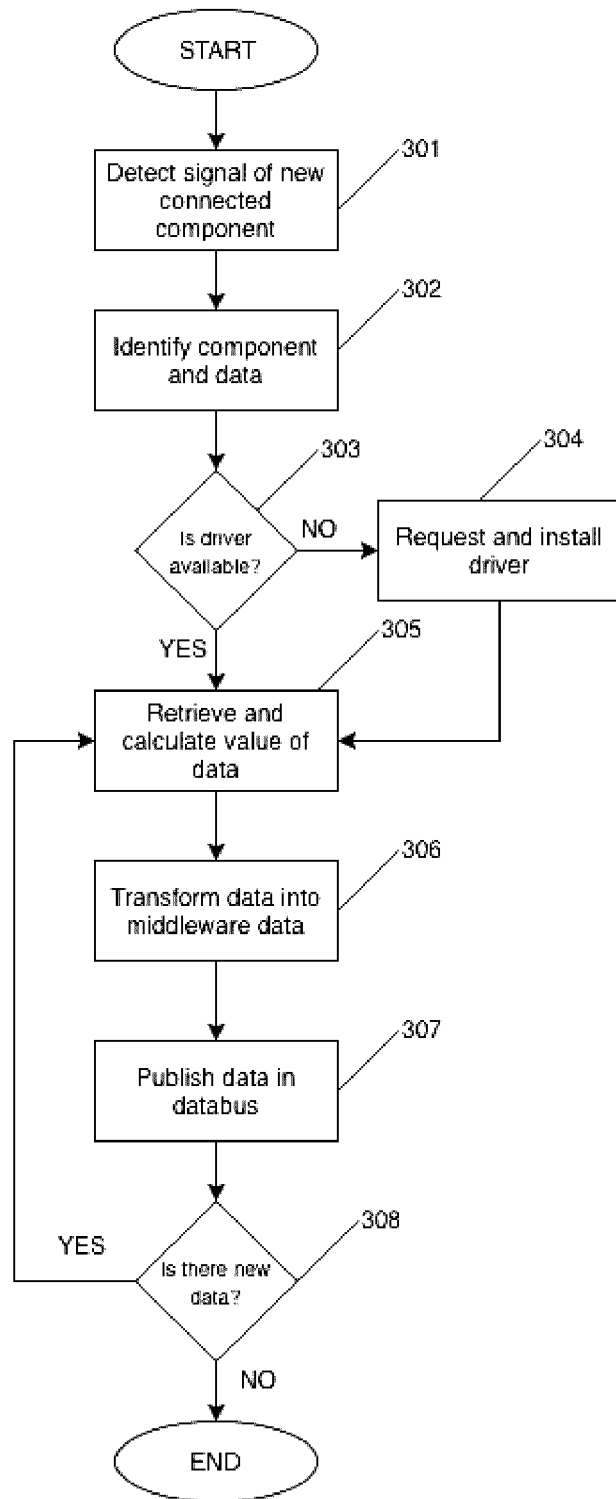 START
301
Detect signal of new
connected
component
302
Identify component
and data
303
304
Is driver
available?
NO
Request and install
driver
YES
305
Retrieve and
calculate value of
data
306
Transform data into
middleware data
307
Publish data in
databus
308
YES
Is there new
data?
NO
END